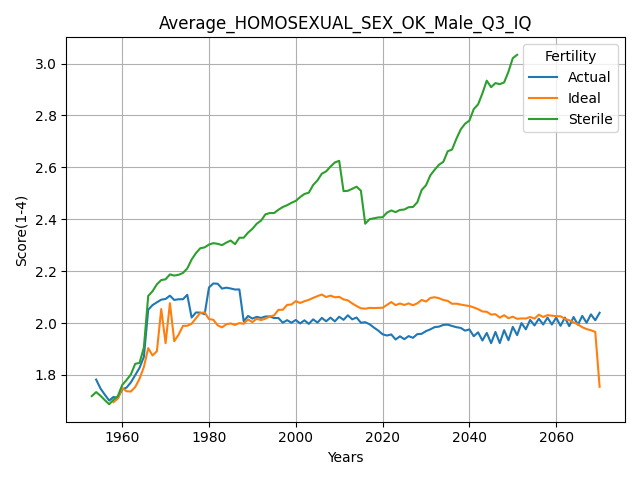 Average_HOMOSEXUAL_SEX_OK_Male_Q3_IQ
Fertility
Actual
Ideal
Sterile
Score(1-4)
3.0
2.8
2.6
2.4
2.2
2.0
1.8
1960
1980
2000
2020
2040
2060
Years